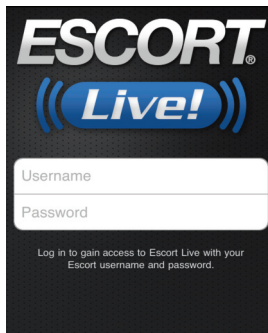 ESCORT®
Live!
Username
Password
Log in to gain access to Escort Live with your
Escort username and password.